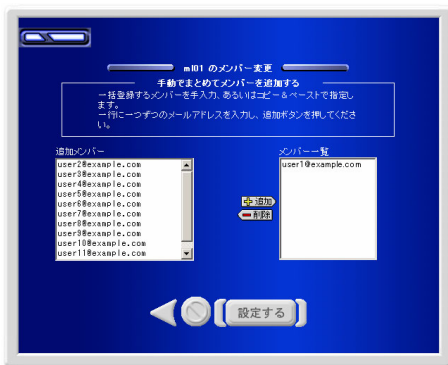 ml01 のメンバー変更
手動でまとめてメンバーを追加する
一括登録するメンバーを手入力、あるいはコピー＆ペーストで指定し
ます。
一行に一つずつのメールアドレスを入力し、追加ボタンを押してくださ
い。
追加メンバー
user2@example.com
user3@example.com
user4@example.com
user5@example.com
user6@example.com
user7@example.com
user8@example.com
user9@example.com
user10@example.com
user11@example.com
追加
削除
メンバー一覧
user1@example.com
設定する